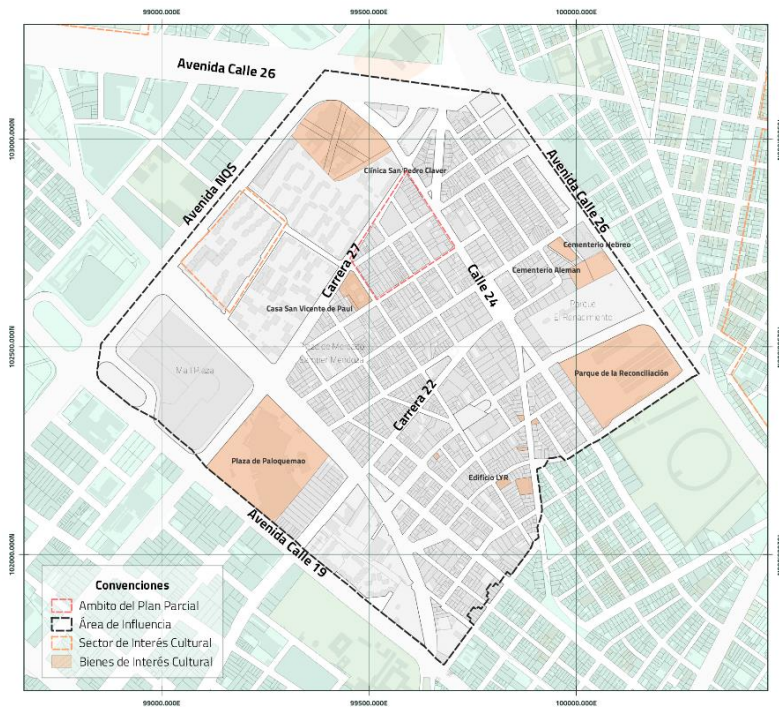 99000.000E
99500.000E
100000.000E
Avenida Calle 26
103000.000N
Avenida NQS
Clínica San Pedro Claver
Avenida Calle 26
Cementerio Hebreo
Carrera 27
Cementerio Alemán
Calle 24
Casa San Vicente de Paul
Parque
El Renacimiento
102500.000N
Mall Plaza
Parque de la Reconciliación
Carrera 22
Plaza de Paloquemao
Edificio LYR
Avenida Calle 19
102000.000N
Convenciones
Ambito del Plan Parcial
Área de Influencia
Sector de Interés Cultural
Bienes de Interés Cultural
99000.000E
99500.000E
100000.000E